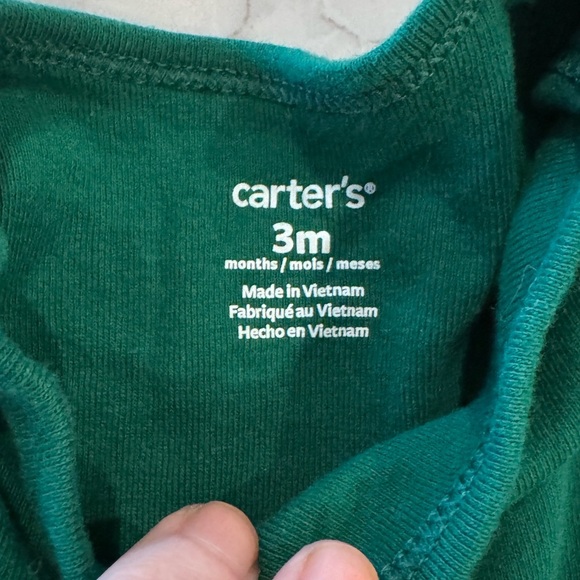 carter's®
3m
months / mois / meses
Made in Vietnam
Fabriqué au Vietnam
Hecho en Vietnam